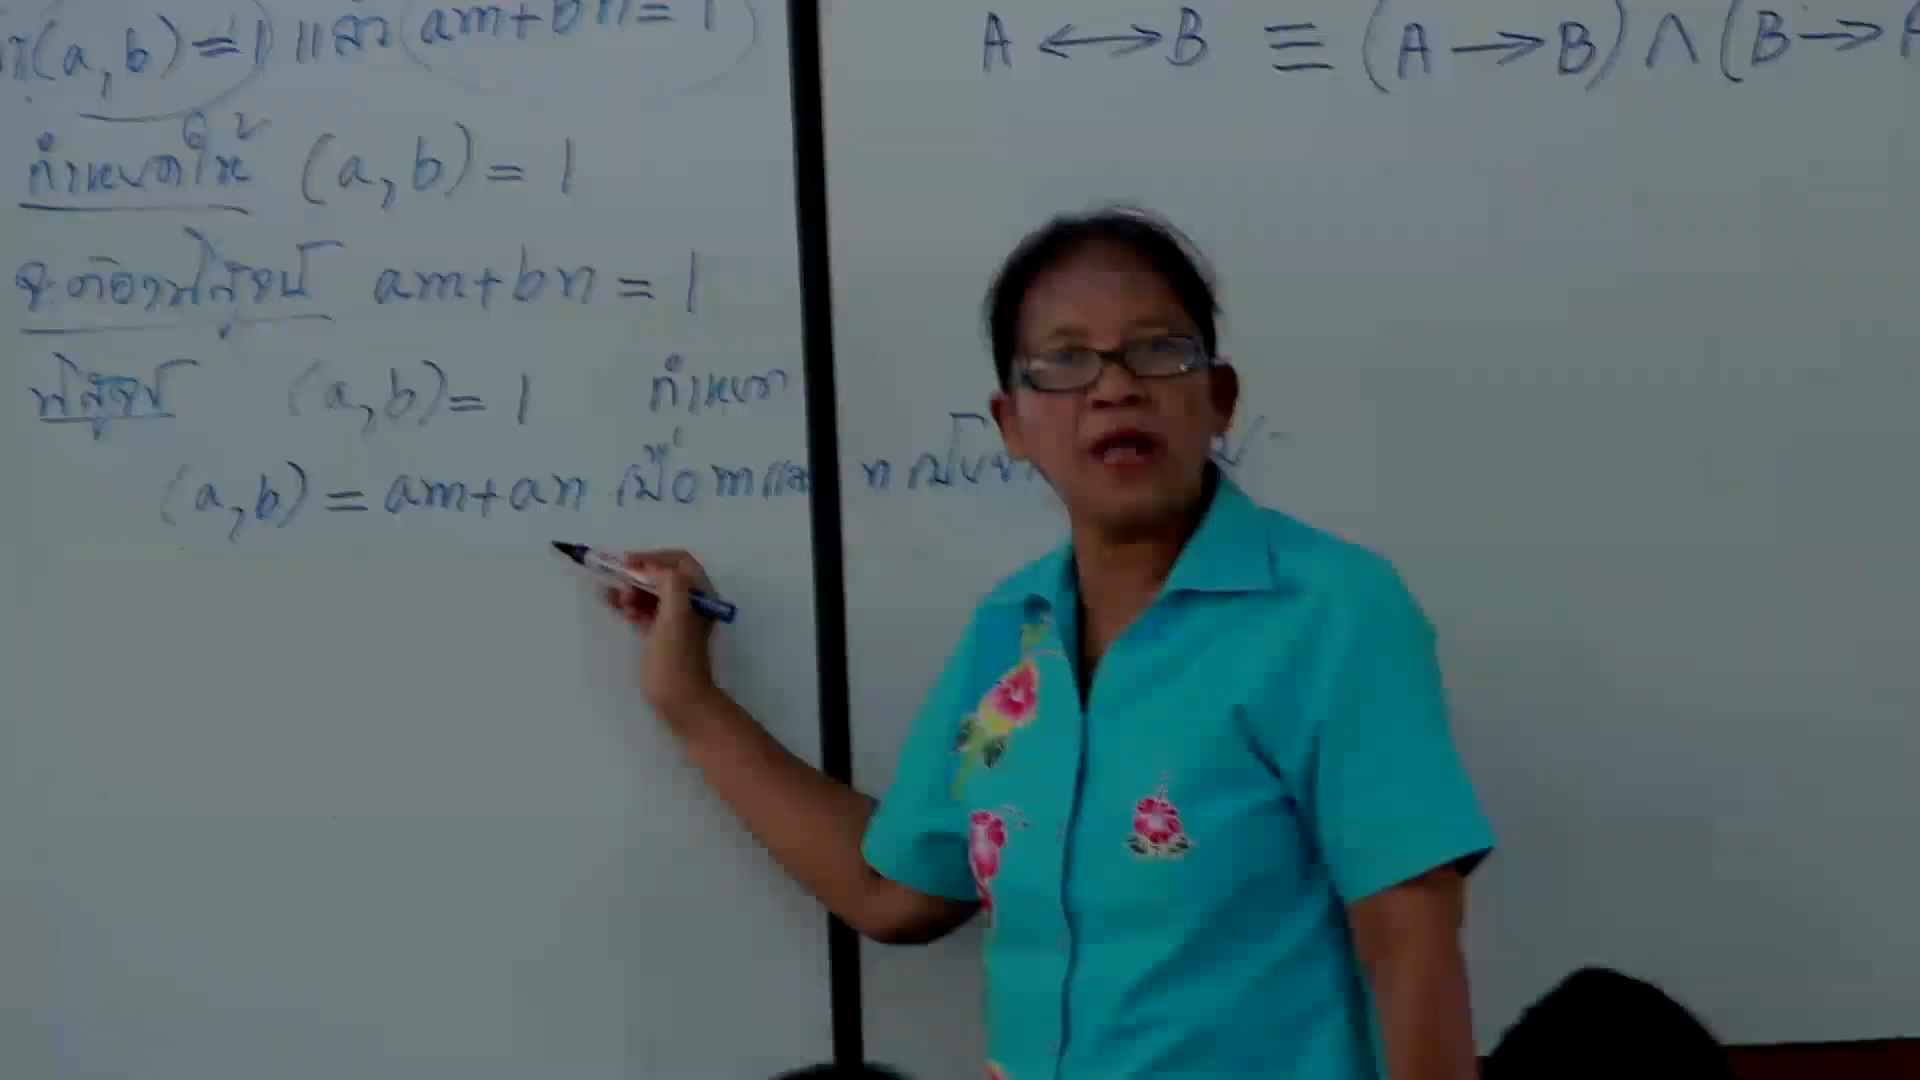 (a,b)=1 แล้ว am+bn=1
กำหนดให้ (a,b)=1
จะต้องพิสูจน์ am+bn=1
พิสูจน์ (a,b)=1 กำหนด
(a,b)=am+an เมื่อ m และ n เป็น
A ↔ B ≡ (A → B) ∧ (B →